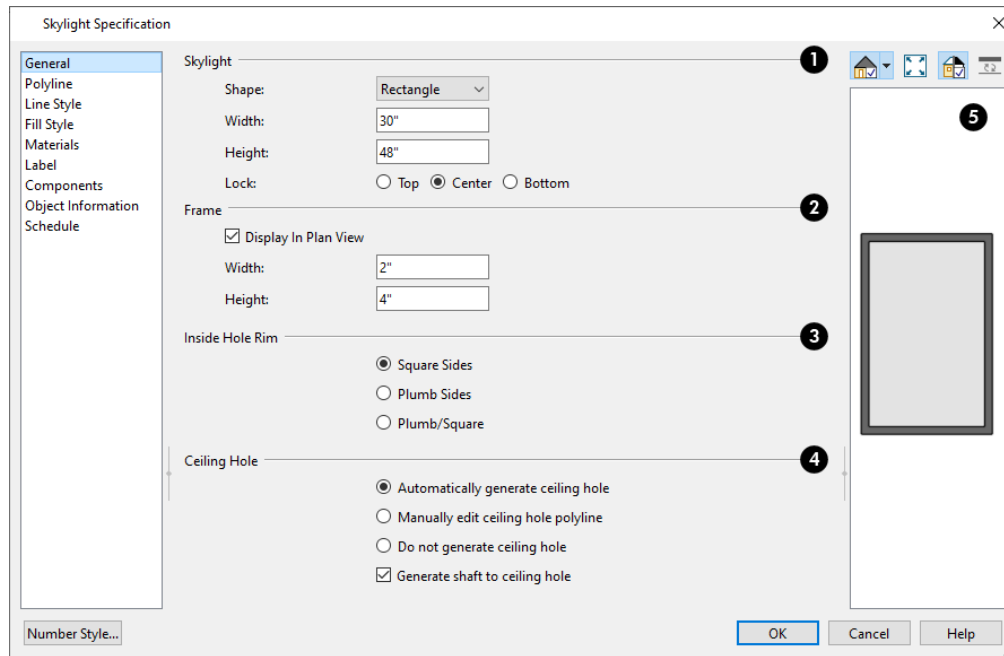 Skylight Specification
General
Polyline
Line Style
Fill Style
Materials
Label
Components
Object Information
Schedule
Skylight 1
Shape: Rectangle
Width: 30"
Height: 48"
Lock: Top Center Bottom
Frame 2
Display In Plan View
Width: 2"
Height: 4"
Inside Hole Rim 3
Square Sides
Plumb Sides
Plumb/Square
Ceiling Hole 4
Automatically generate ceiling hole
Manually edit ceiling hole polyline
Do not generate ceiling hole
Generate shaft to ceiling hole
5
Number Style...
OK Cancel Help